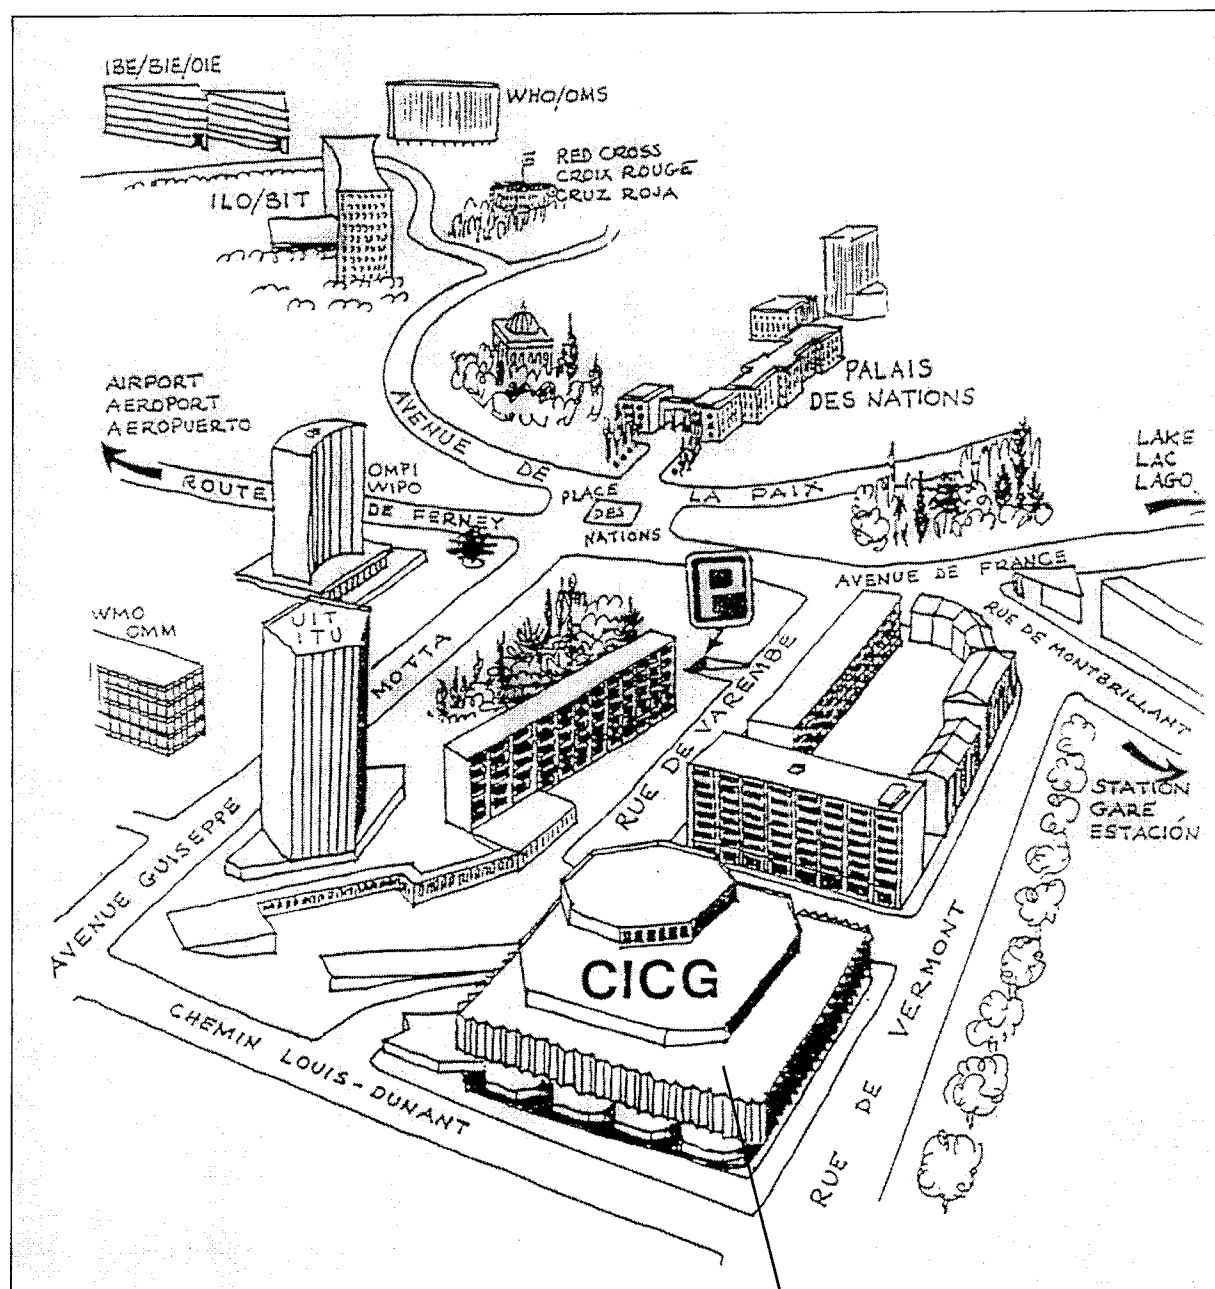 IBE/BIE/OIE
WHO/OMS
RED CROSS
CROIX ROUGE
CRUZ ROJA
ILO/BIT
PALAIS
DES NATIONS
AIRPORT
AEROPORT
AEROPUERTO
LAKE
LAC
LAGO
AVENUE DE LA PAIX
OMPI
WIPO
ROUTE DE FERNEY
PLACE
DES
NATIONS
AVENUE DE FRANCE
RUE DE MONTBRILLANT
WMO
OMM
UIT
ITU
AVENUE GUISEPPE MOTTA
RUE DE VAREMBE
STATION
GARE
ESTACIÓN
CICG
CHEMIN LOUIS-DUNANT
RUE DE VERMONT